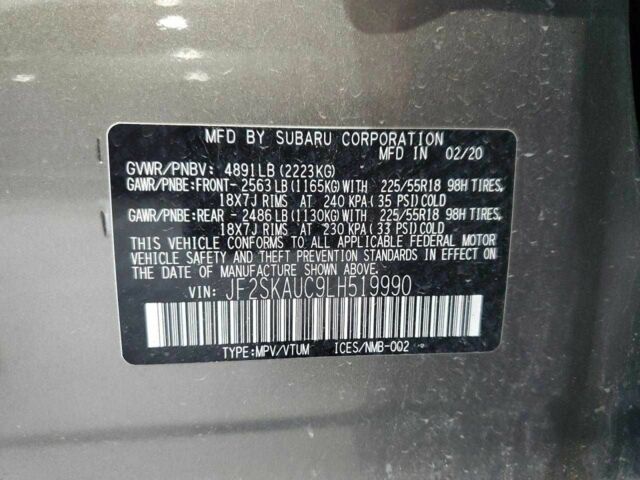 MFD BY SUBARU CORPORATION
MFD IN JAPAN 02/20
GVWR/PNBV: 4891LB (2223KG)
GAWR/PNBE:FRONT- 2563LB (1165KG)WITH 225/55R18 98H TIRES,
18X7J RIMS AT 240 KPA (35 PSI)COLD
GAWR/PNBE:REAR - 2486LB (1130KG)WITH 225/55R18 98H TIRES,
18X7J RIMS AT 230 KPA (33 PSI)COLD
THIS VEHICLE CONFORMS TO ALL APPLICABLE FEDERAL MOTOR
VEHICLE SAFETY, BUMPER, AND THEFT PREVENTION
STANDARDS IN EFFECT ON THE DATE OF MANUFACTURE
SHOWN ABOVE.
VIN: JF2SKAUC9LH519990
TYPE:MPV/VTUM ICES/NMB-002